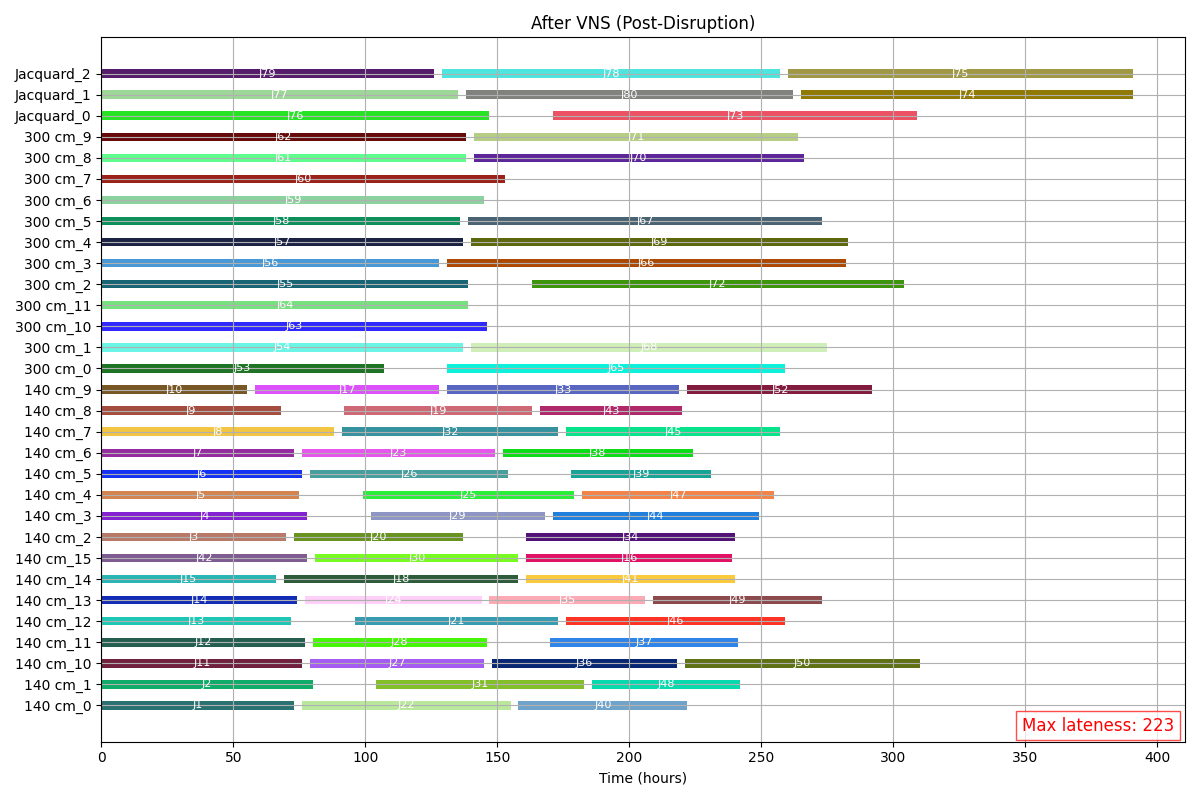 After VNS (Post-Disruption)
Jacquard_2 J79 J78 J75
Jacquard_1 J77 J80 J74
Jacquard_0 J76 J73
300 cm_9 J62 J71
300 cm_8 J61 J70
300 cm_7 J60
300 cm_6 J59
300 cm_5 J58 J67
300 cm_4 J57 J69
300 cm_3 J56 J66
300 cm_2 J55 J72
300 cm_11 J64
300 cm_10 J63
300 cm_1 J54 J68
300 cm_0 J53 J65
140 cm_9 J10 J17 J33 J52
140 cm_8 J9 J19 J43
140 cm_7 J8 J32 J45
140 cm_6 J7 J23 J38
140 cm_5 J6 J26 J39
140 cm_4 J5 J25 J47
140 cm_3 J4 J29 J44
140 cm_2 J3 J20 J34
140 cm_15 J42 J30 J16
140 cm_14 J15 J18 J41
140 cm_13 J14 J24 J35 J49
140 cm_12 J13 J21 J46
140 cm_11 J12 J28 J37
140 cm_10 J11 J27 J36 J50
140 cm_1 J2 J31 J48
140 cm_0 J1 J22 J40
Max lateness: 223
0 50 100 150 200 250 300 350 400
Time (hours)